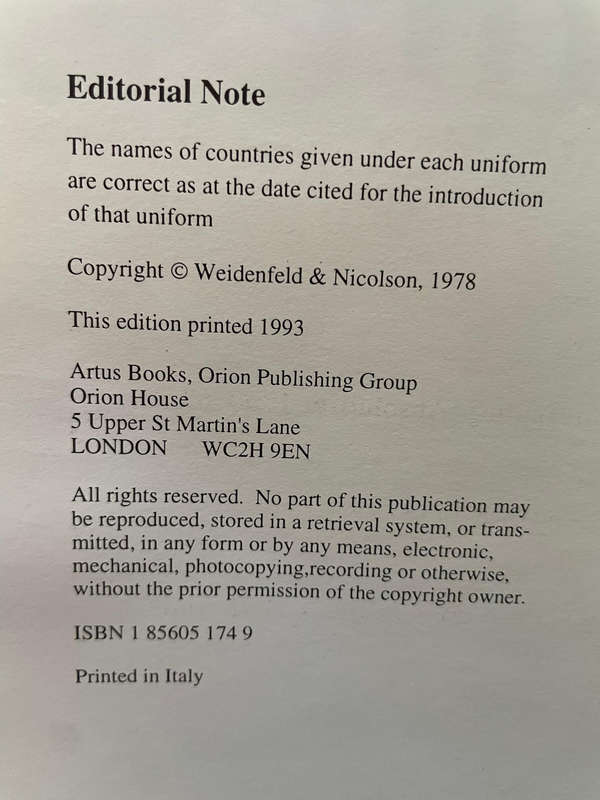 Editorial Note
The names of countries given under each uniform
are correct as at the date cited for the introduction
of that uniform
Copyright © Weidenfeld & Nicolson, 1978
This edition printed 1993
Artus Books, Orion Publishing Group
Orion House
5 Upper St Martin's Lane
LONDON WC2H 9EN
All rights reserved. No part of this publication may
be reproduced, stored in a retrieval system, or trans-
mitted, in any form or by any means, electronic,
mechanical, photocopying,recording or otherwise,
without the prior permission of the copyright owner.
ISBN 1 85605 174 9
Printed in Italy